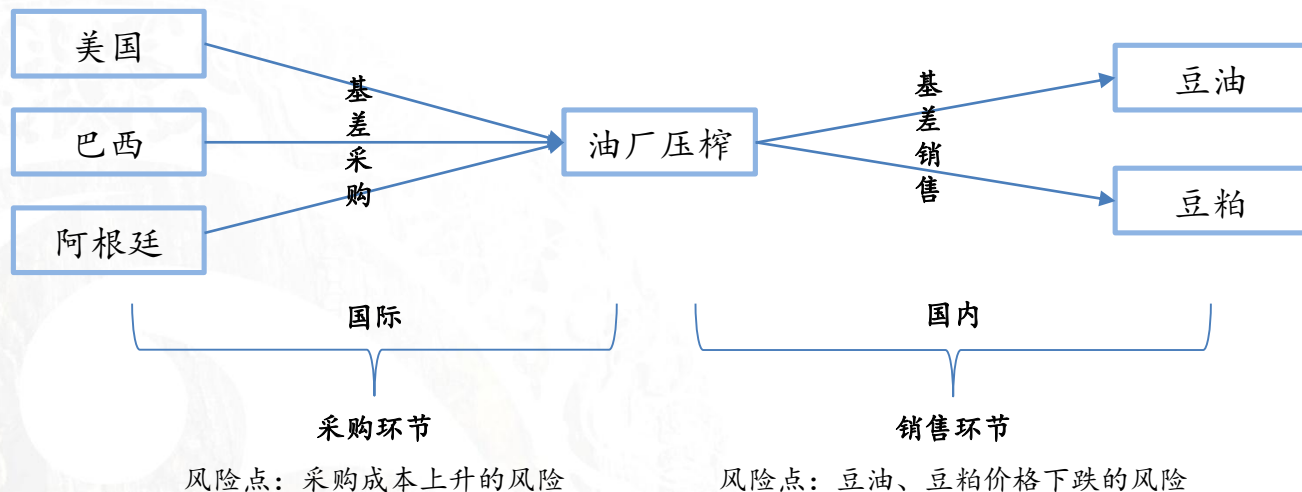 美国
巴西
阿根廷
基差采购
油厂压榨
基差销售
豆油
豆粕
国际
国内
采购环节
销售环节
风险点：采购成本上升的风险
风险点：豆油、豆粕价格下跌的风险